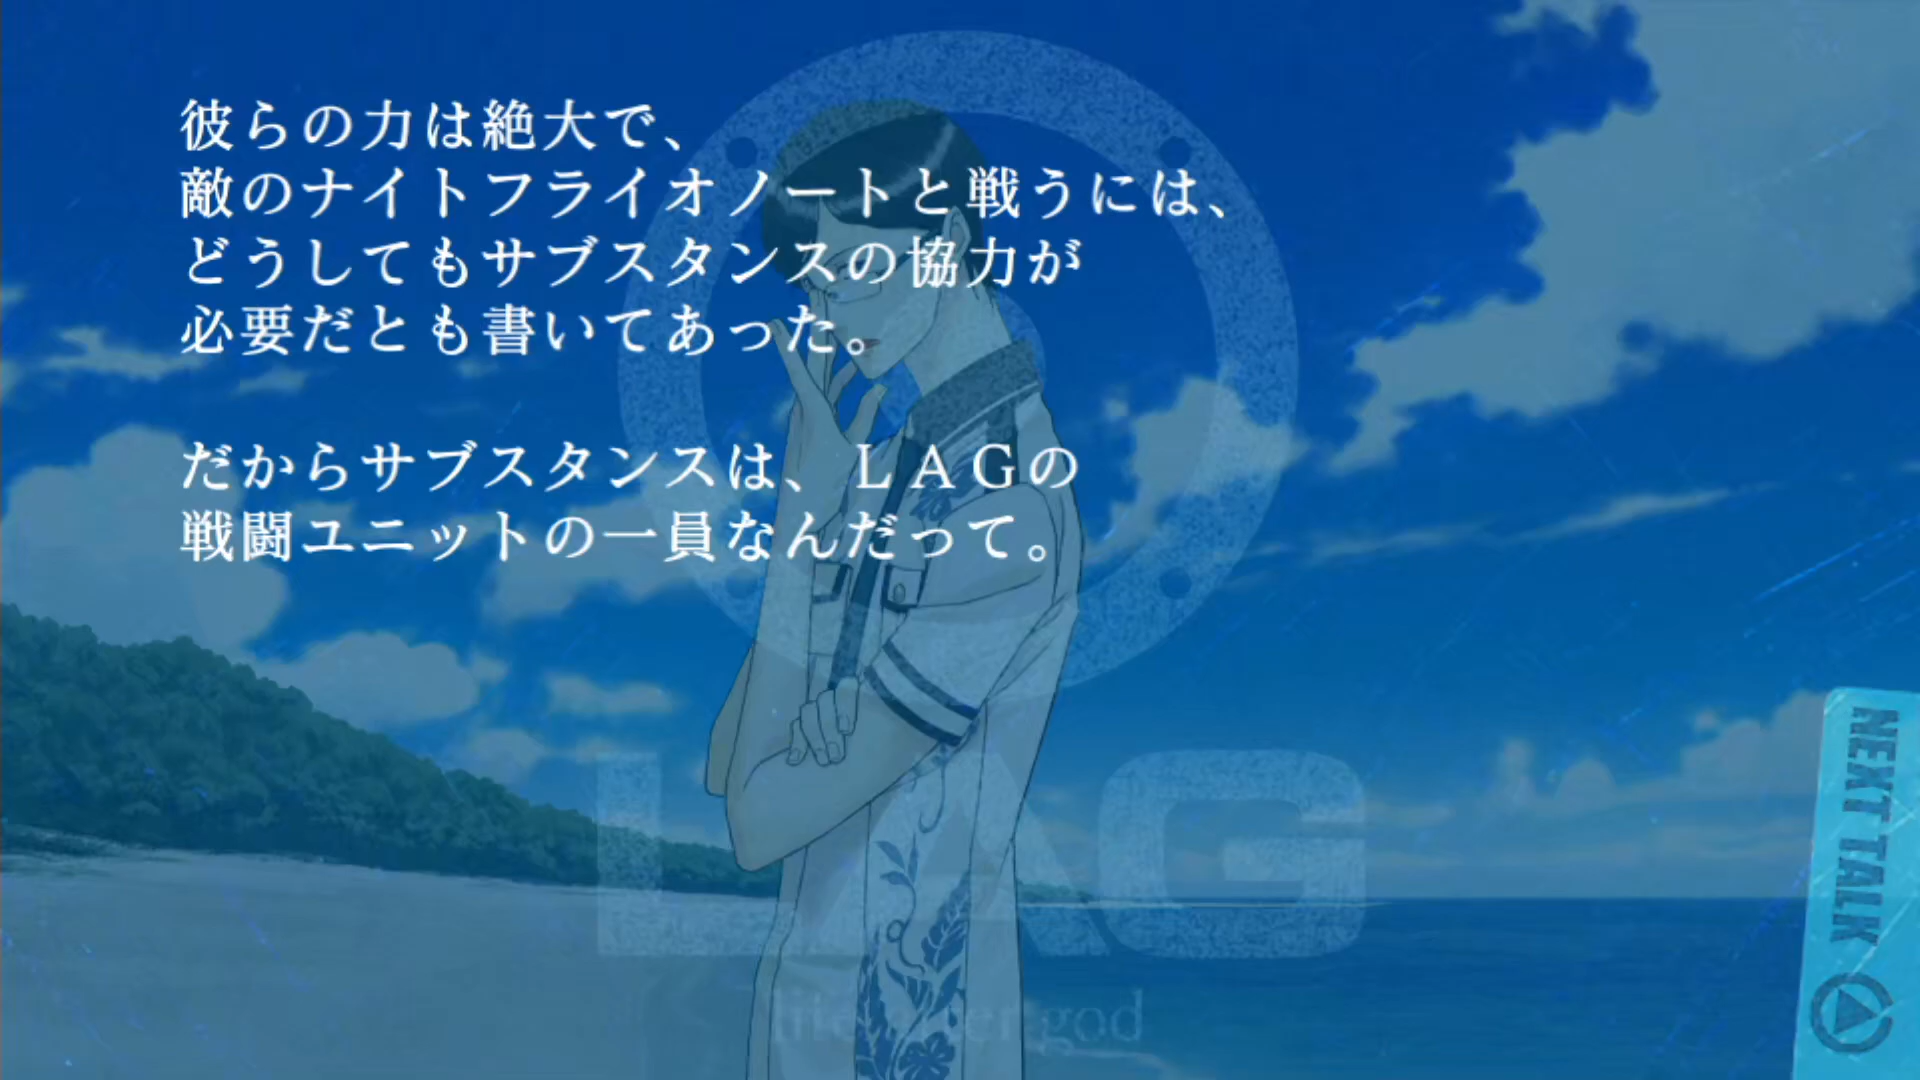 彼らの力は絶大で、
敵のナイトフライオノートと戦うには、
どうしてもサブスタンスの協力が
必要だとも書いてあった。
だからサブスタンスは、ＬＡＧの
戦闘ユニットの一員なんだって。
NEXT TALK
LAG
god